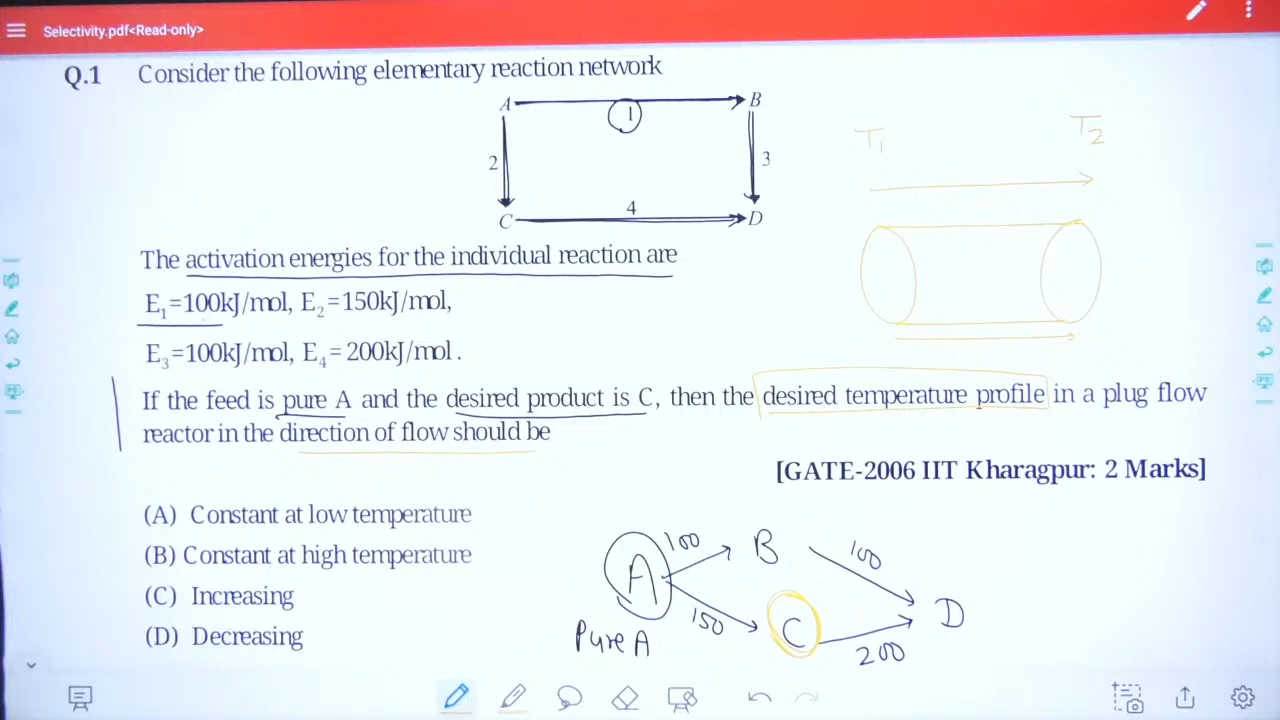 Selectivity.pdf<Read-only>
Q.1 Consider the following elementary reaction network
A 1 B
2 3
C 4 D
T1 T2
The activation energies for the individual reaction are
E₁=100kJ/mol, E₂=150kJ/mol,
E₃=100kJ/mol, E₄=200kJ/mol.
If the feed is pure A and the desired product is C, then the desired temperature profile in a plug flow
reactor in the direction of flow should be
[GATE-2006 IIT Kharagpur: 2 Marks]
(A) Constant at low temperature
(B) Constant at high temperature
(C) Increasing
(D) Decreasing
100 B 100
A D
150 C 200
Pure A